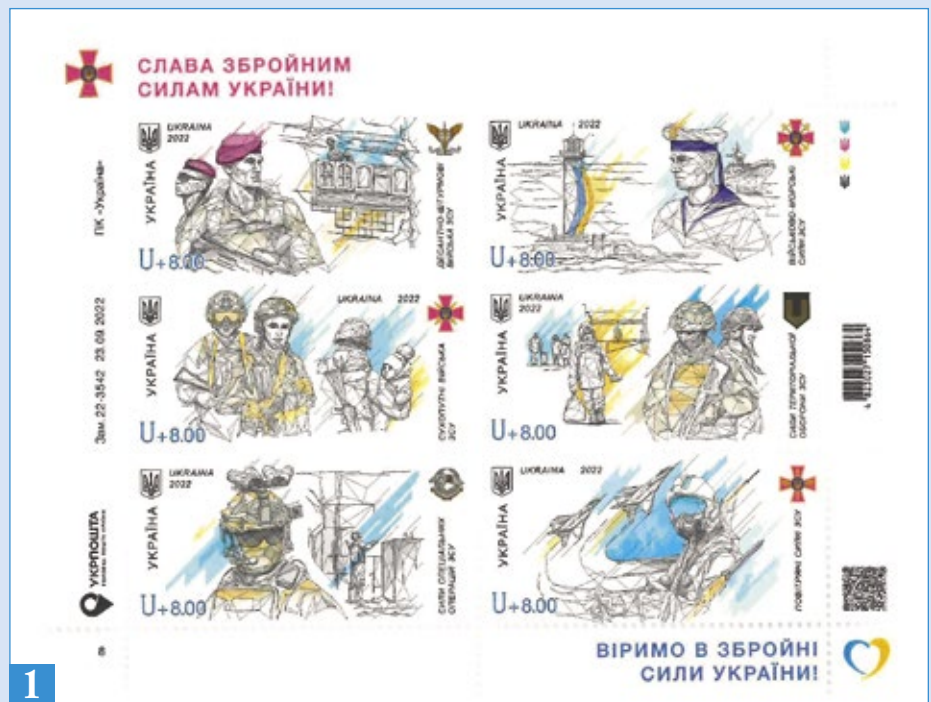 СЛАВА ЗБРОЙНИМ
СИЛАМ УКРАЇНИ!
ПК «Україна»
Зам. 22-3542 23.09.2022
УКРПОШТА
8
UKRAINA
2022
УКРАЇНА
U+8.00
ДЕСАНТНО-ШТУРМОВІ
ВІЙСЬКА ЗСУ
UKRAINA 2022
УКРАЇНА
U+8.00
ВІЙСЬКОВО-МОРСЬКІ
СИЛИ ЗСУ
UKRAINA 2022
УКРАЇНА
U+8.00
СУХОПУТНІ ВІЙСЬКА
ЗСУ
UKRAINA
2022
УКРАЇНА
U+8.00
СИЛИ ТЕРИТОРІАЛЬНОЇ
ОБОРОНИ ЗСУ
UKRAINA
2022
УКРАЇНА
U+8.00
СИЛИ СПЕЦІАЛЬНИХ
ОПЕРАЦІЙ ЗСУ
UKRAINA 2022
УКРАЇНА
U+8.00
ПОВІТРЯНІ СИЛИ ЗСУ
ВІРИМО В ЗБРОЙНІ
СИЛИ УКРАЇНИ!
1